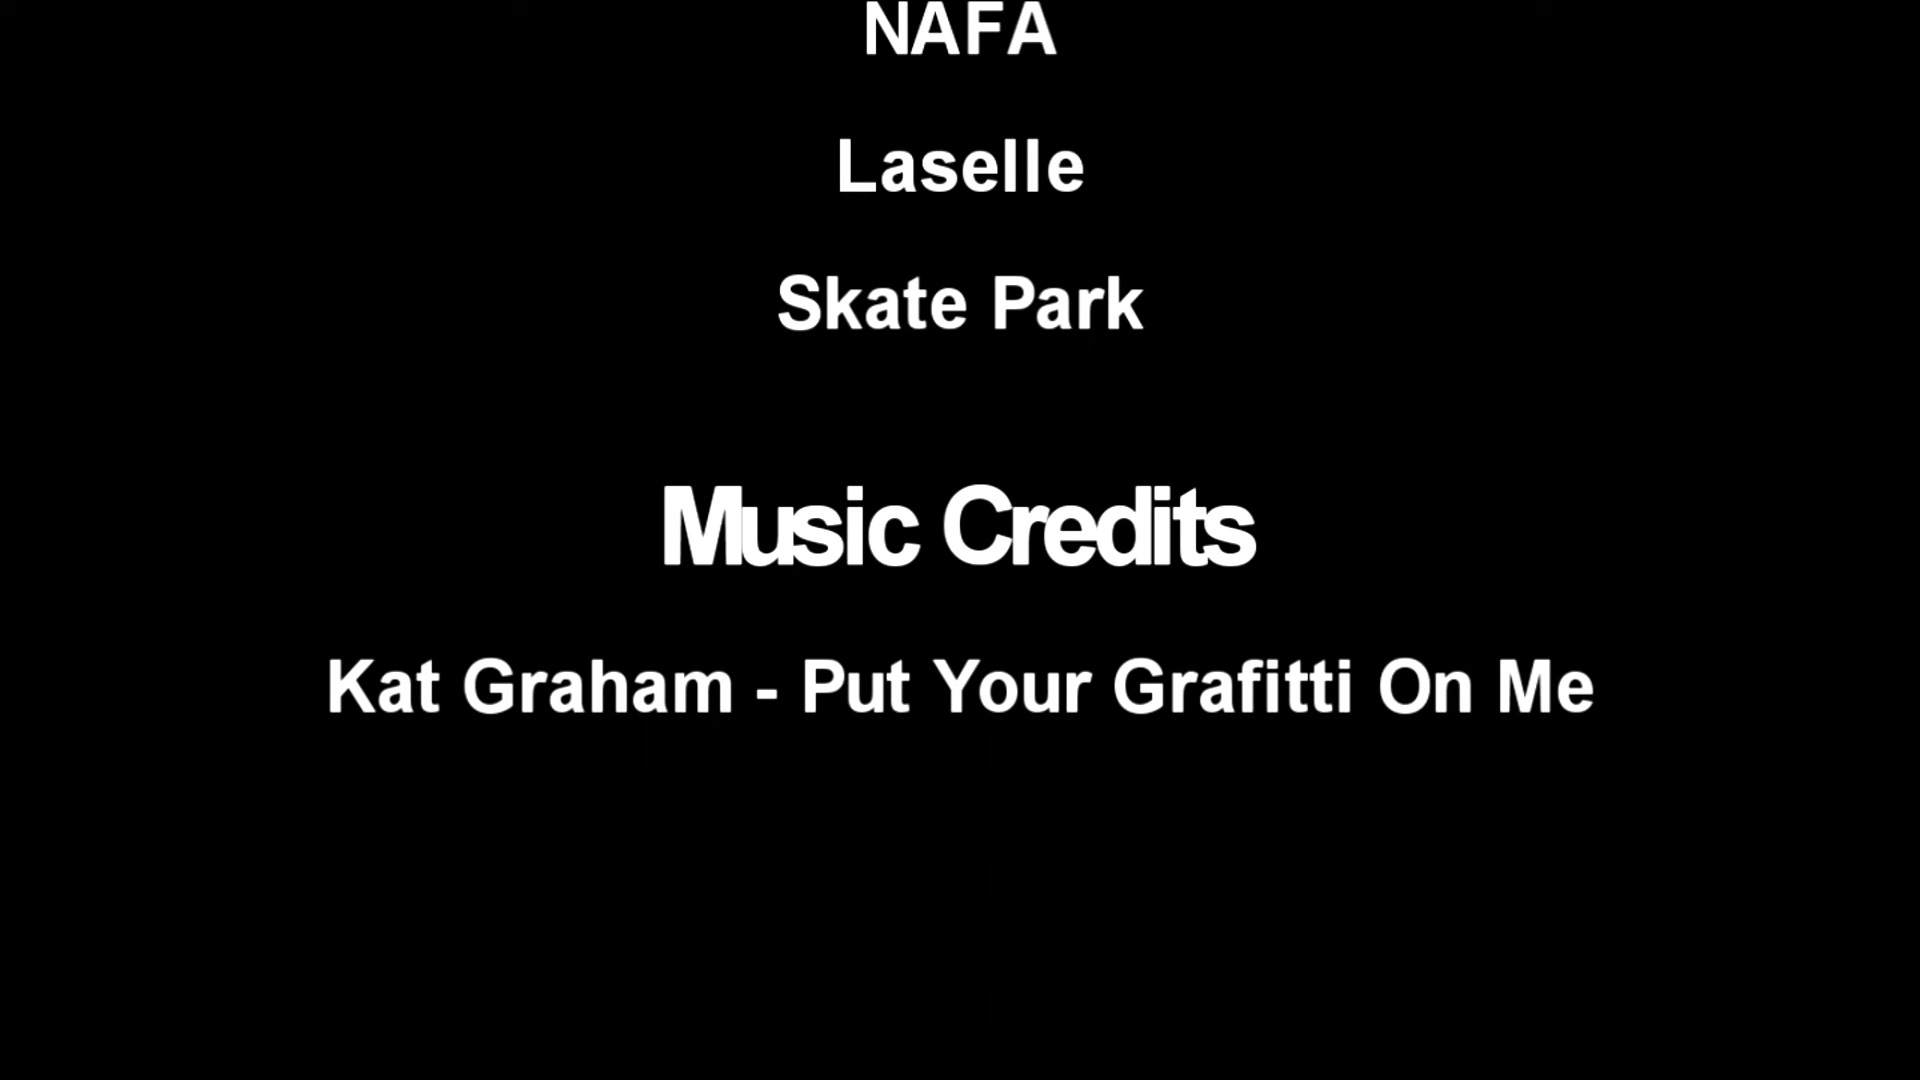 NAFA
Laselle
Skate Park
Music Credits
Kat Graham - Put Your Grafitti On Me